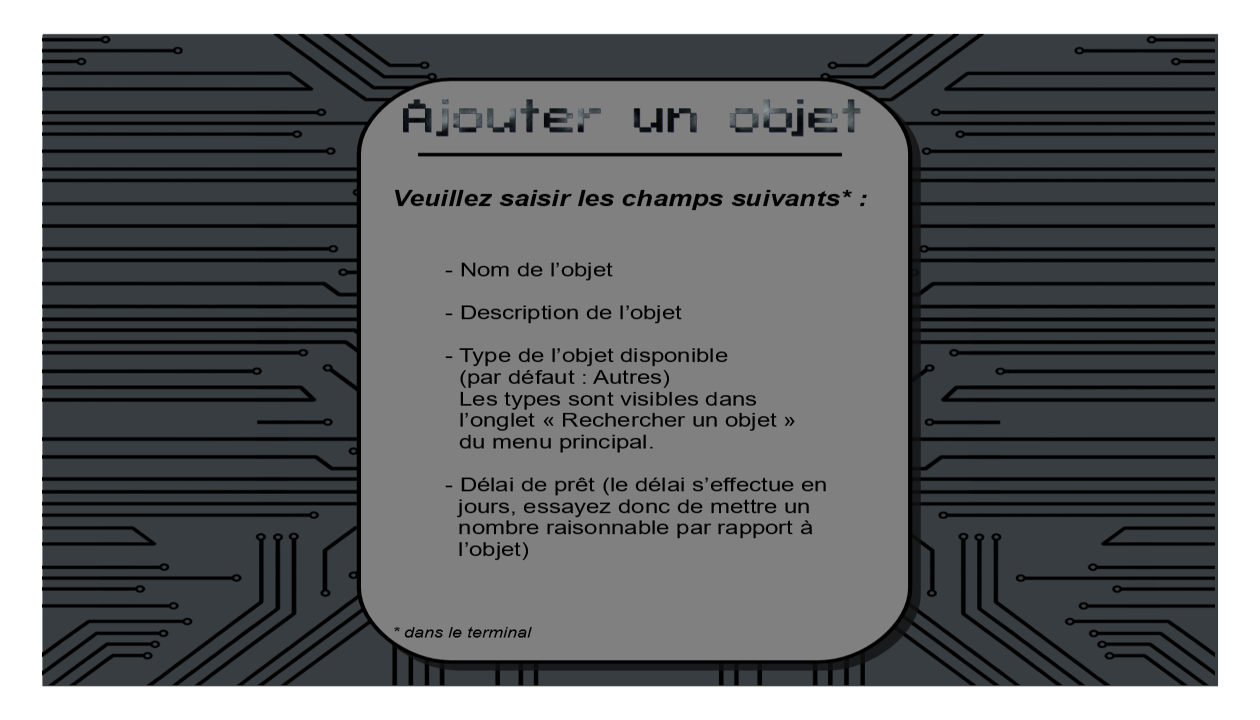 Ajouter un objet
Veuillez saisir les champs suivants* :
- Nom de l’objet
- Description de l’objet
- Type de l’objet disponible
(par défaut : Autres)
Les types sont visibles dans
l’onglet « Rechercher un objet »
du menu principal.
- Délai de prêt (le délai s’effectue en
jours, essayez donc de mettre un
nombre raisonnable par rapport à
l’objet)
* dans le terminal